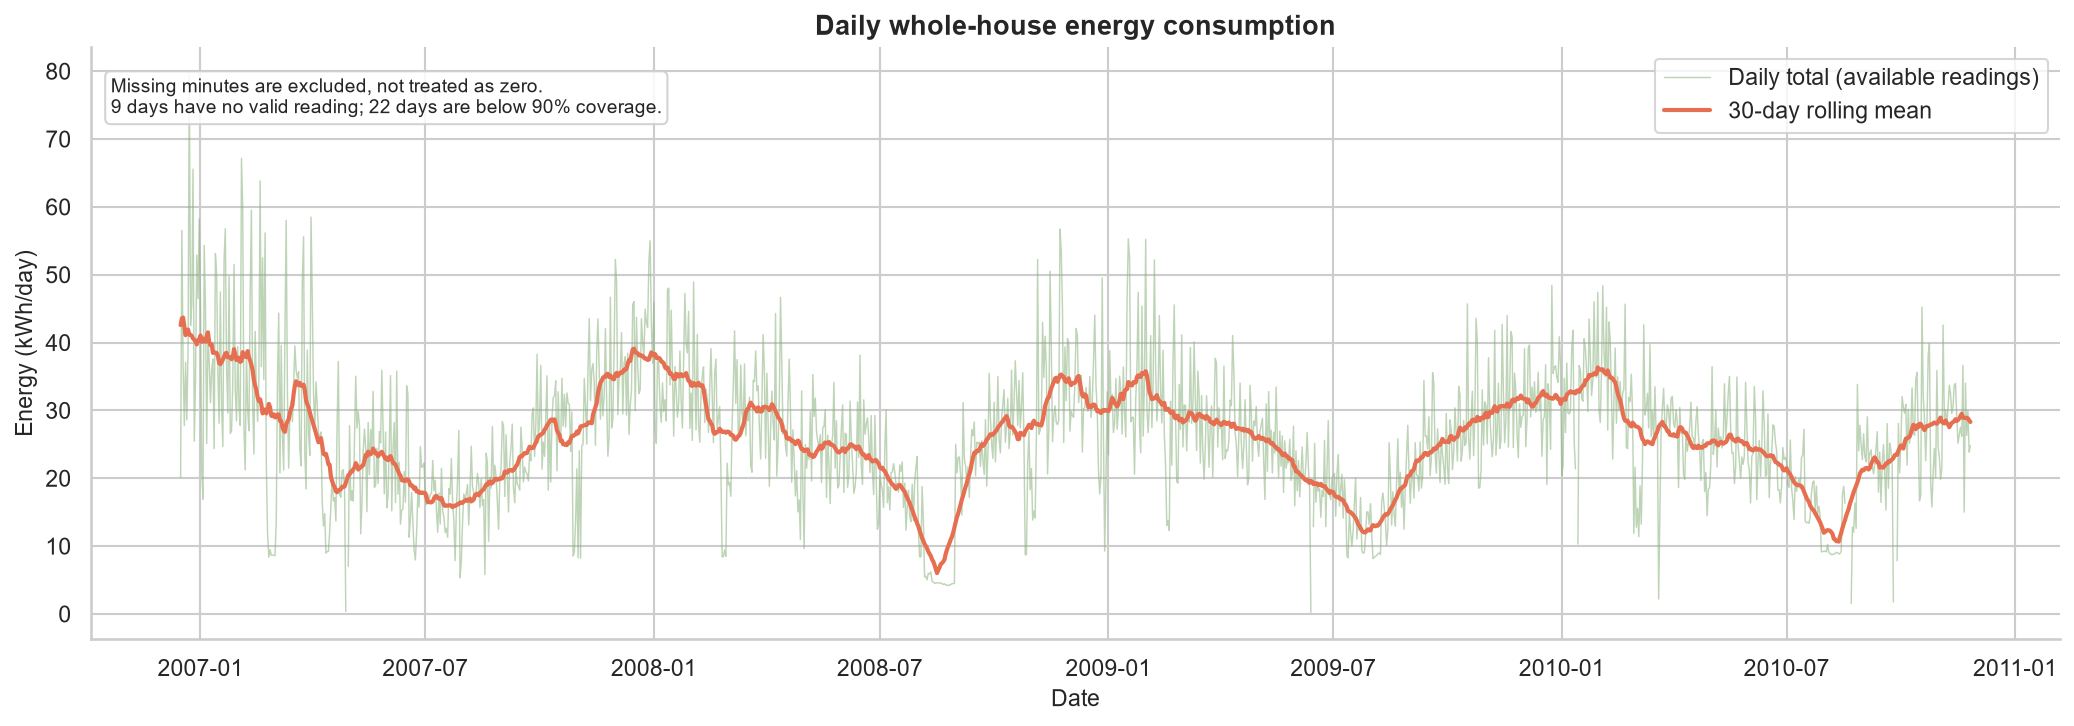 Daily whole-house energy consumption
Missing minutes are excluded, not treated as zero.
9 days have no valid reading; 22 days are below 90% coverage.
Daily total (available readings)
30-day rolling mean
Energy (kWh/day)
80
70
60
50
40
30
20
10
0
2007-01
2007-07
2008-01
2008-07
2009-01
2009-07
2010-01
2010-07
2011-01
Date